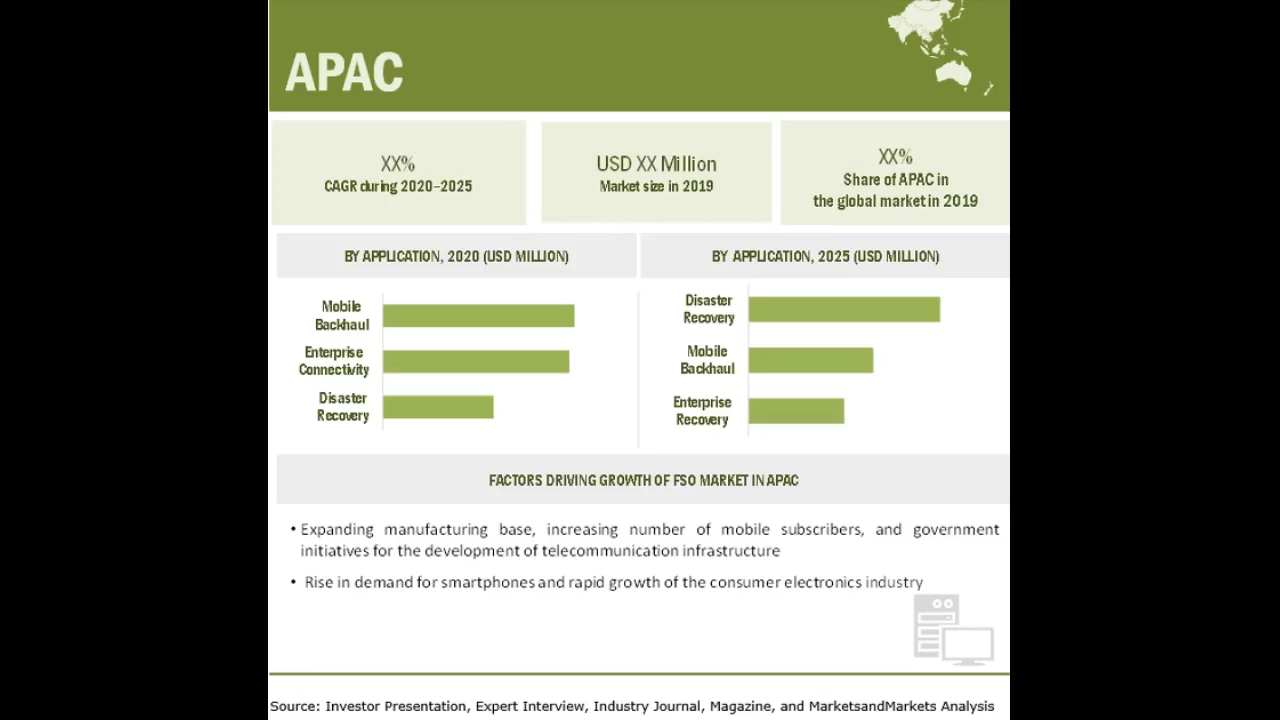 APAC
XX%
CAGR during 2020–2025
USD XX Million
Market size in 2019
XX%
Share of APAC in
the global market in 2019
BY APPLICATION, 2020 (USD MILLION)
Mobile
Backhaul
Enterprise
Connectivity
Disaster
Recovery
BY APPLICATION, 2025 (USD MILLION)
Disaster
Recovery
Mobile
Backhaul
Enterprise
Recovery
FACTORS DRIVING GROWTH OF FSO MARKET IN APAC
• Expanding manufacturing base, increasing number of mobile subscribers, and government
initiatives for the development of telecommunication infrastructure
• Rise in demand for smartphones and rapid growth of the consumer electronics industry
Source: Investor Presentation, Expert Interview, Industry Journal, Magazine, and MarketsandMarkets Analysis